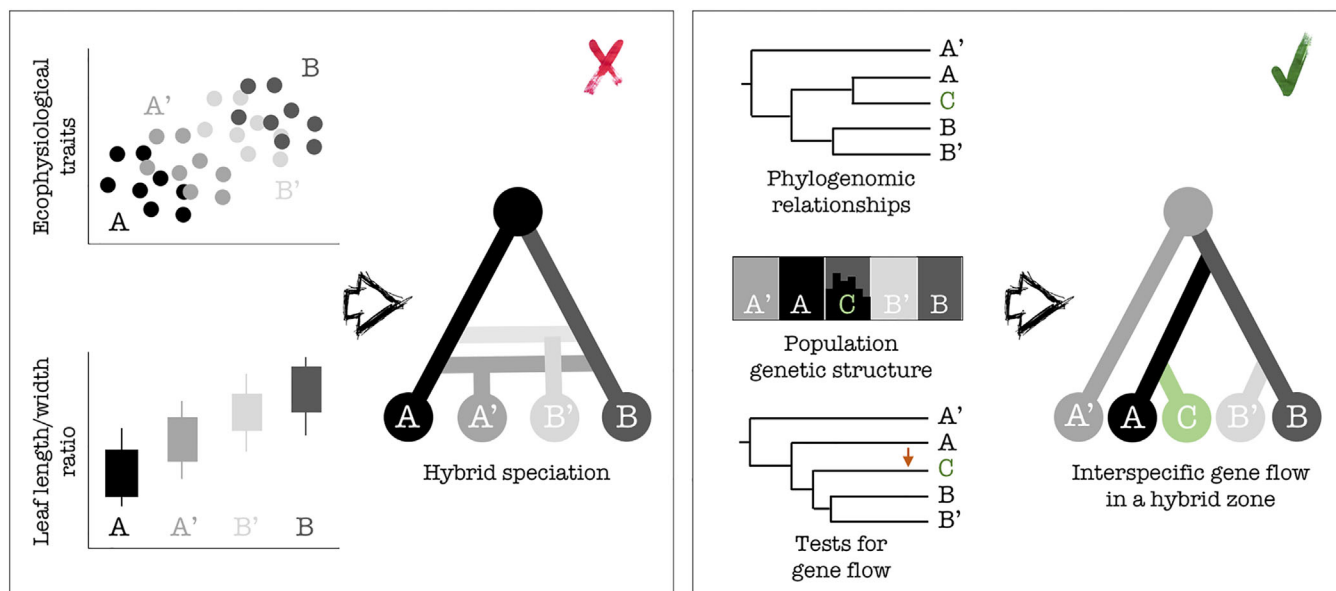 Ecophysiological
traits
A
A’
B’
B
Leaf length/width
ratio
A
A’
B’
B
A
A’
B’
B
Hybrid speciation
A’
A
C
B
B’
Phylogenomic
relationships
A’
A
C
B’
B
Population
genetic structure
A’
A
C
B
B’
Tests for
gene flow
A’
A
C
B’
B
Interspecific gene flow
in a hybrid zone